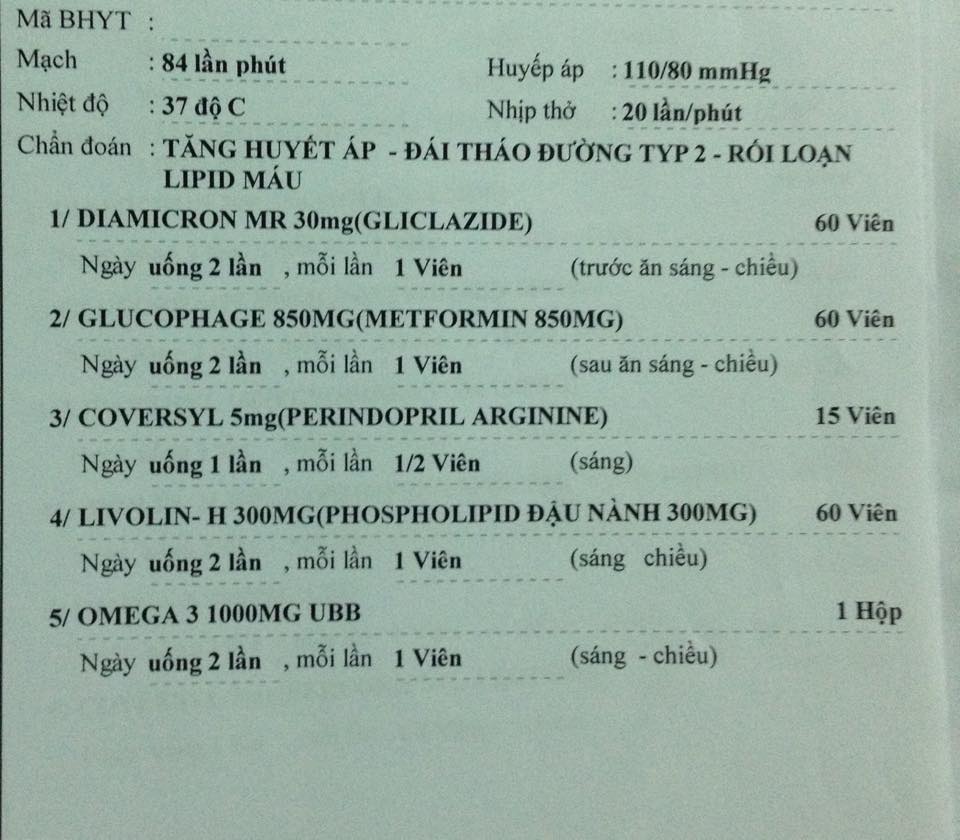 Mã BHYT :
Mạch : 84 lần phút Huyếp áp : 110/80 mmHg
Nhiệt độ : 37 độ C Nhịp thở : 20 lần/phút
Chẩn đoán : TĂNG HUYẾT ÁP - ĐÁI THÁO ĐƯỜNG TYP 2 - RỐI LOẠN
LIPID MÁU
1/ DIAMICRON MR 30mg(GLICLAZIDE) 60 Viên
Ngày uống 2 lần , mỗi lần 1 Viên (trước ăn sáng - chiều)
2/ GLUCOPHAGE 850MG(METFORMIN 850MG) 60 Viên
Ngày uống 2 lần , mỗi lần 1 Viên (sau ăn sáng - chiều)
3/ COVERSYL 5mg(PERINDOPRIL ARGININE) 15 Viên
Ngày uống 1 lần , mỗi lần 1/2 Viên (sáng)
4/ LIVOLIN- H 300MG(PHOSPHOLIPID ĐẬU NÀNH 300MG) 60 Viên
Ngày uống 2 lần , mỗi lần 1 Viên (sáng chiều)
5/ OMEGA 3 1000MG UBB 1 Hộp
Ngày uống 2 lần , mỗi lần 1 Viên (sáng - chiều)